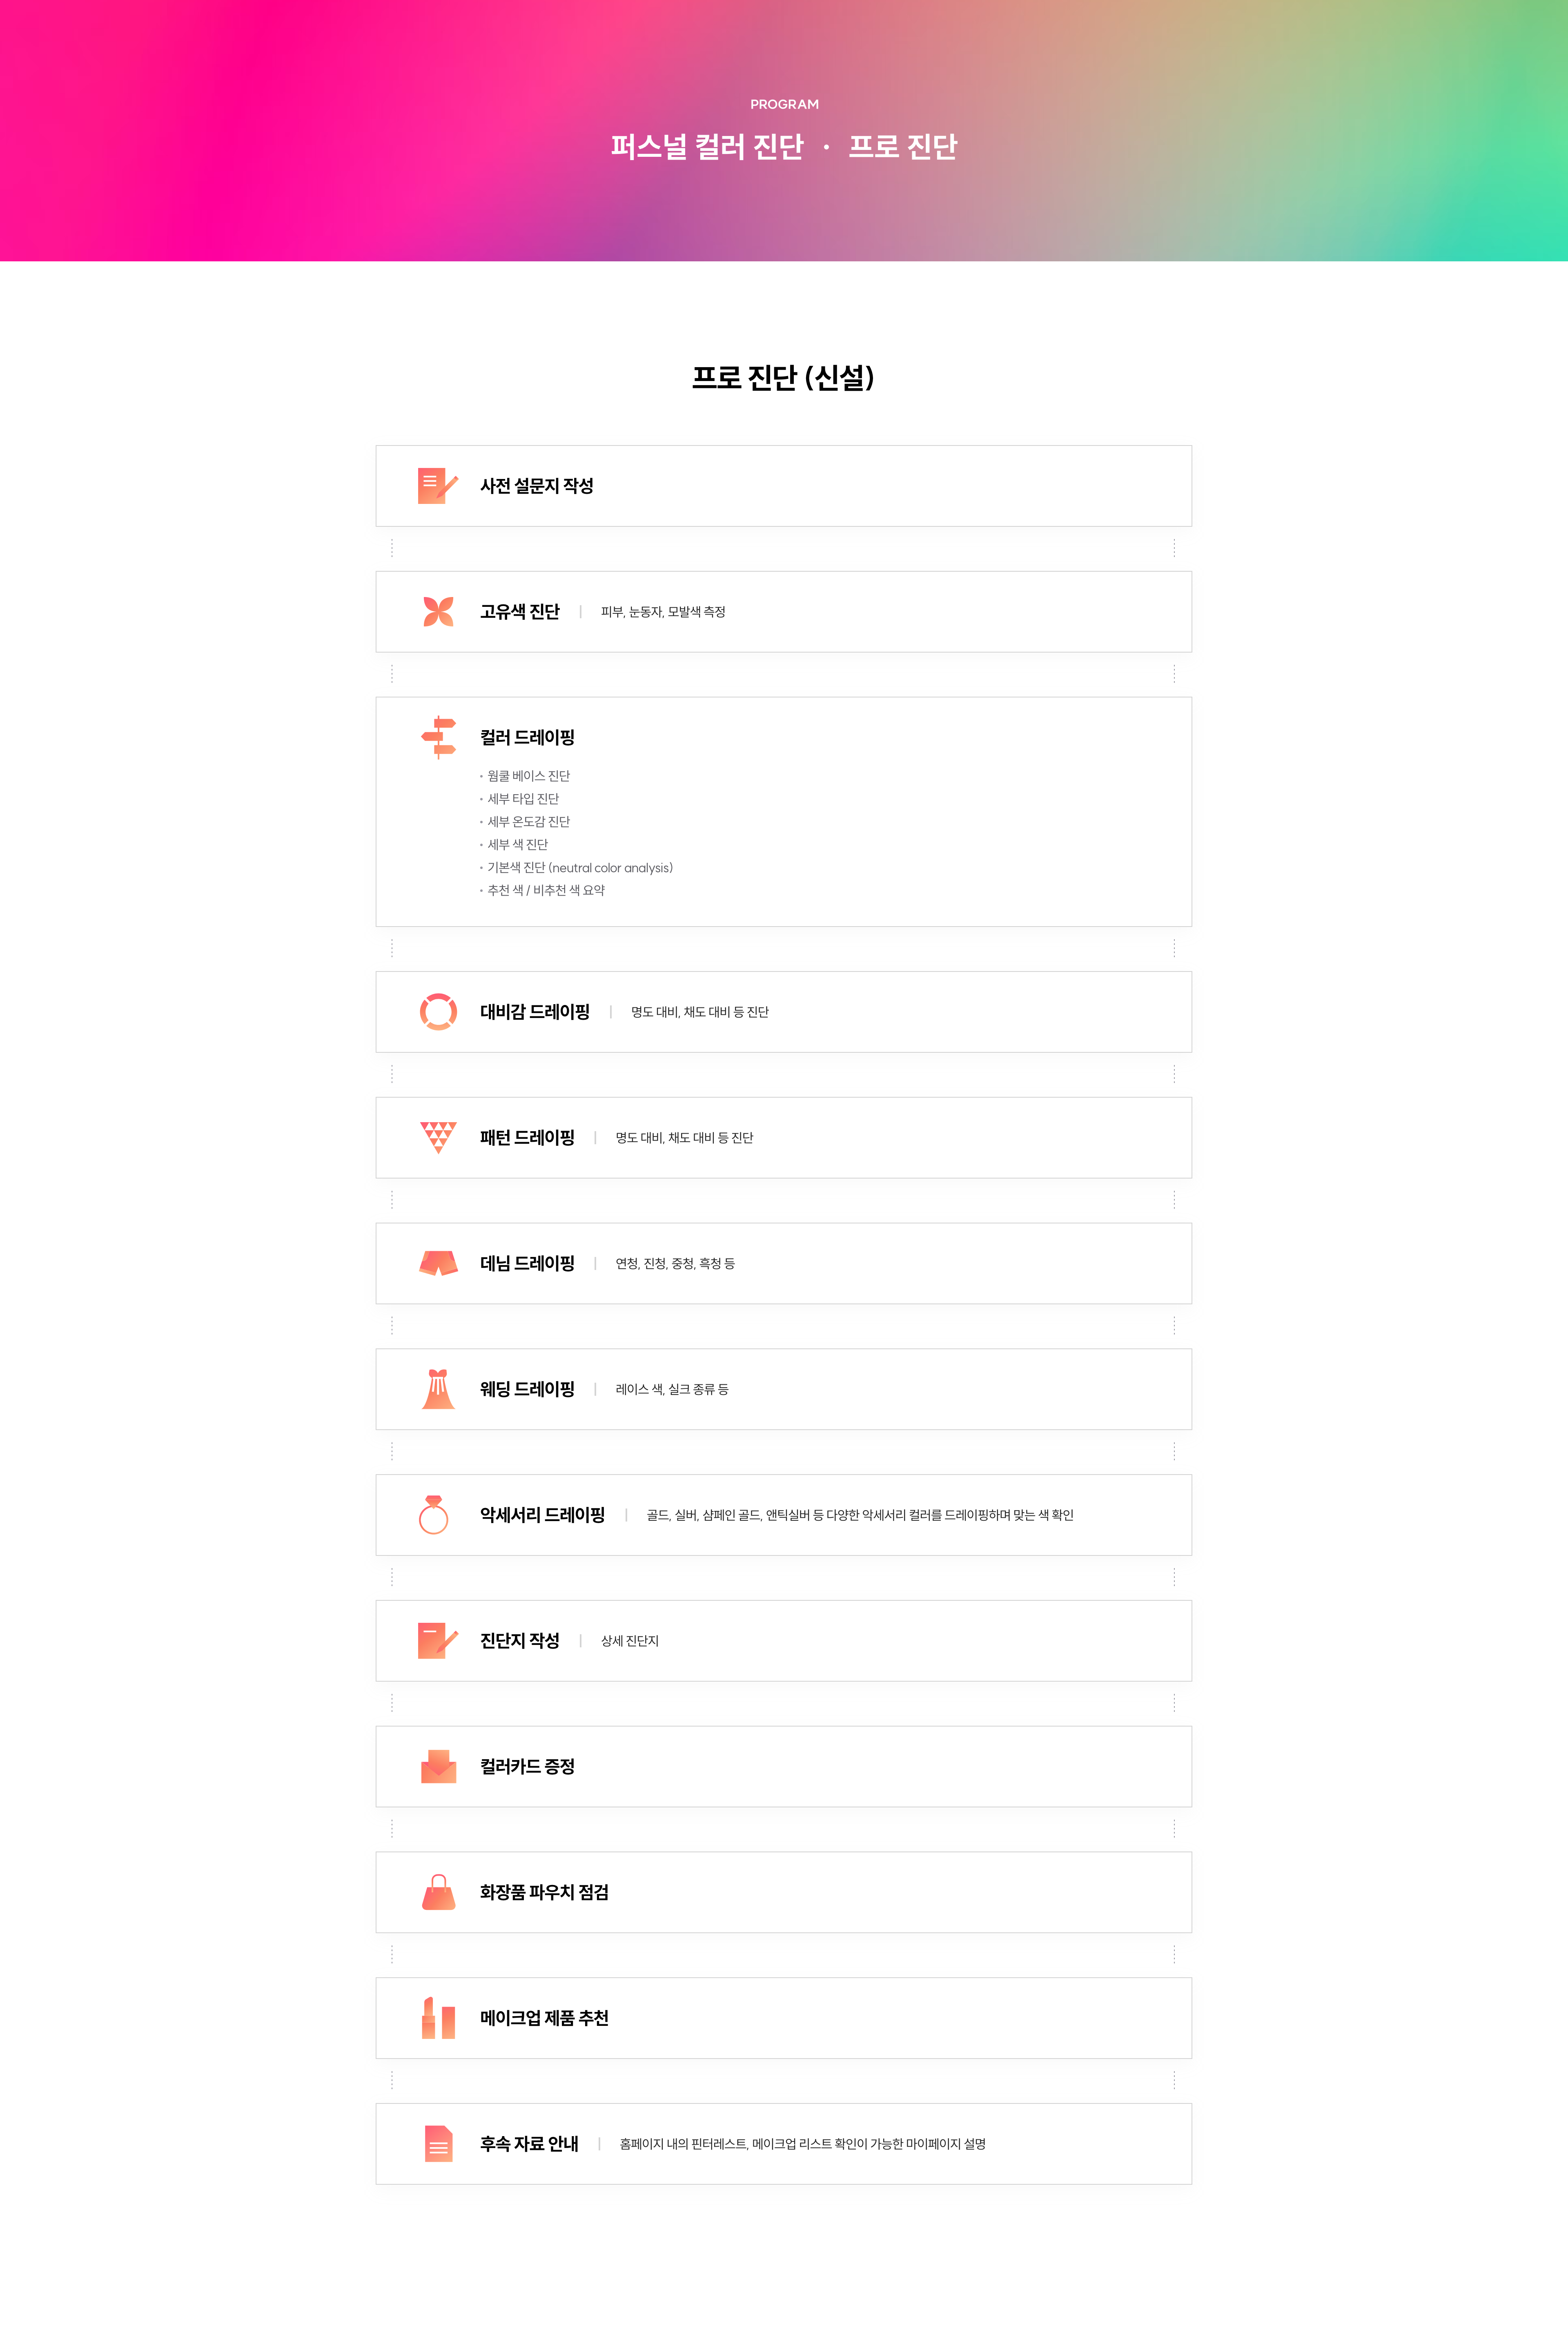 PROGRAM
퍼스널 컬러 진단 · 프로 진단
프로 진단 (신설)
사전 설문지 작성
고유색 진단 | 피부, 눈동자, 모발색 측정
컬러 드레이핑
• 웜쿨 베이스 진단
• 세부 타입 진단
• 세부 온도감 진단
• 세부 색 진단
• 기본색 진단 (neutral color analysis)
• 추천 색 / 비추천 색 요약
대비감 드레이핑 | 명도 대비, 채도 대비 등 진단
패턴 드레이핑 | 명도 대비, 채도 대비 등 진단
데님 드레이핑 | 연청, 진청, 중청, 흑청 등
웨딩 드레이핑 | 레이스 색, 실크 종류 등
악세서리 드레이핑 | 골드, 실버, 샴페인 골드, 앤틱실버 등 다양한 악세서리 컬러를 드레이핑하며 맞는 색 확인
진단지 작성 | 상세 진단지
컬러카드 증정
화장품 파우치 점검
메이크업 제품 추천
후속 자료 안내 | 홈페이지 내의 핀터레스트, 메이크업 리스트 확인이 가능한 마이페이지 설명